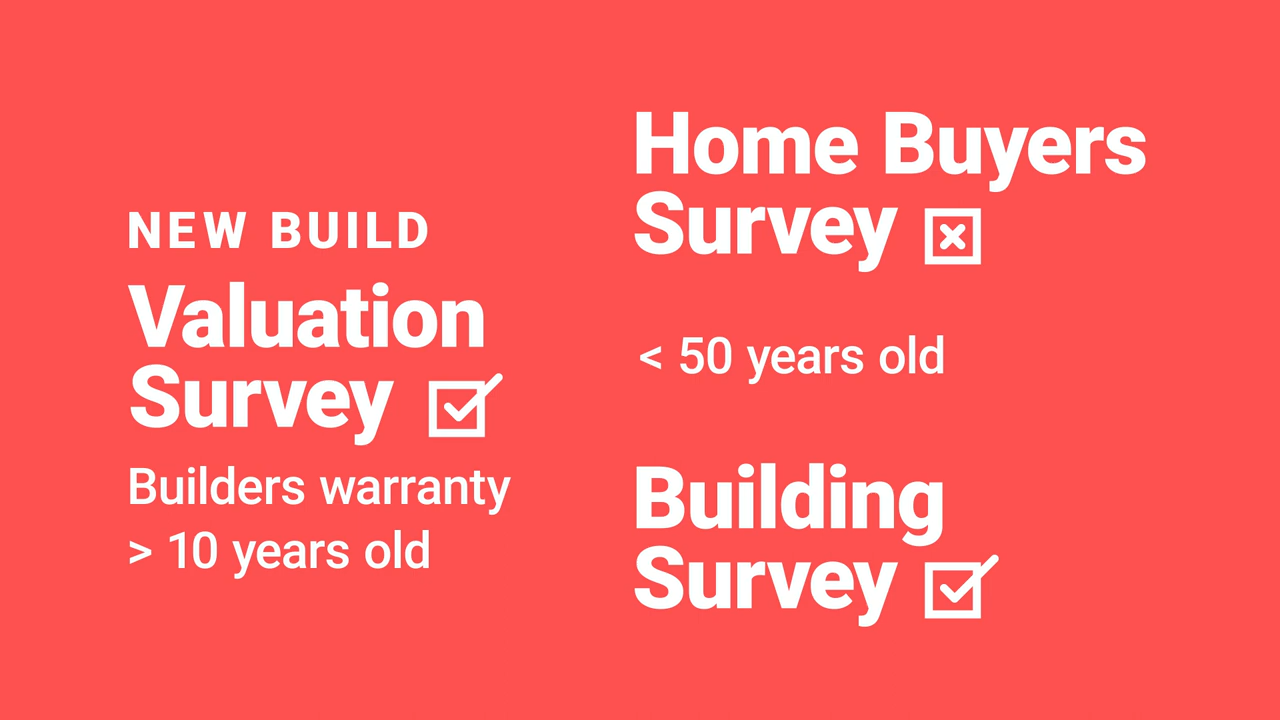 NEW BUILD
Valuation
Survey
Builders warranty
> 10 years old
Home Buyers
Survey
< 50 years old
Building
Survey